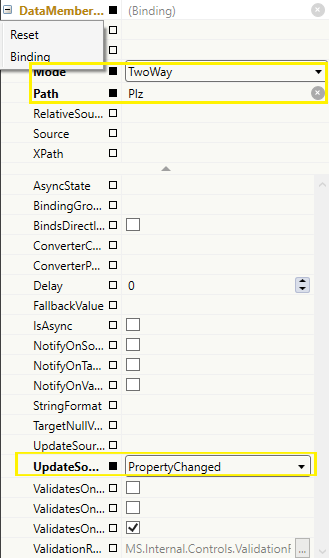 DataMember... (Binding)
Reset
Binding
Mode TwoWay
Path Plz
RelativeSou...
Source
XPath
AsyncState
BindingGro...
BindsDirectl...
ConverterC...
ConverterP...
Delay 0
FallbackValue
IsAsync
NotifyOnSo...
NotifyOnTa...
NotifyOnVa...
StringFormat
TargetNullV...
UpdateSour...
UpdateSo... PropertyChanged
ValidatesOn...
ValidatesOn...
ValidatesOn...
ValidationR... MS.Internal.Controls.ValidationR ...